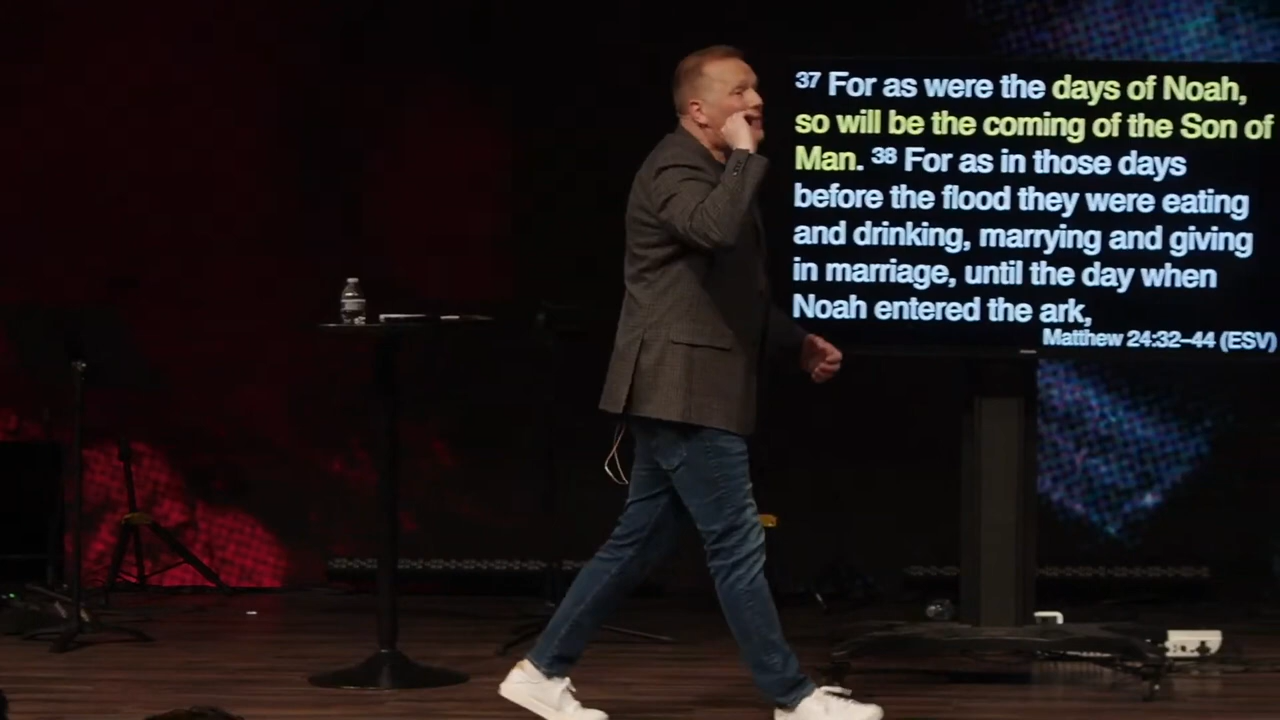 37 For as were the days of Noah,
so will be the coming of the Son of
Man. 38 For as in those days
before the flood they were eating
and drinking, marrying and giving
in marriage, until the day when
Noah entered the ark,
Matthew 24:32–44 (ESV)